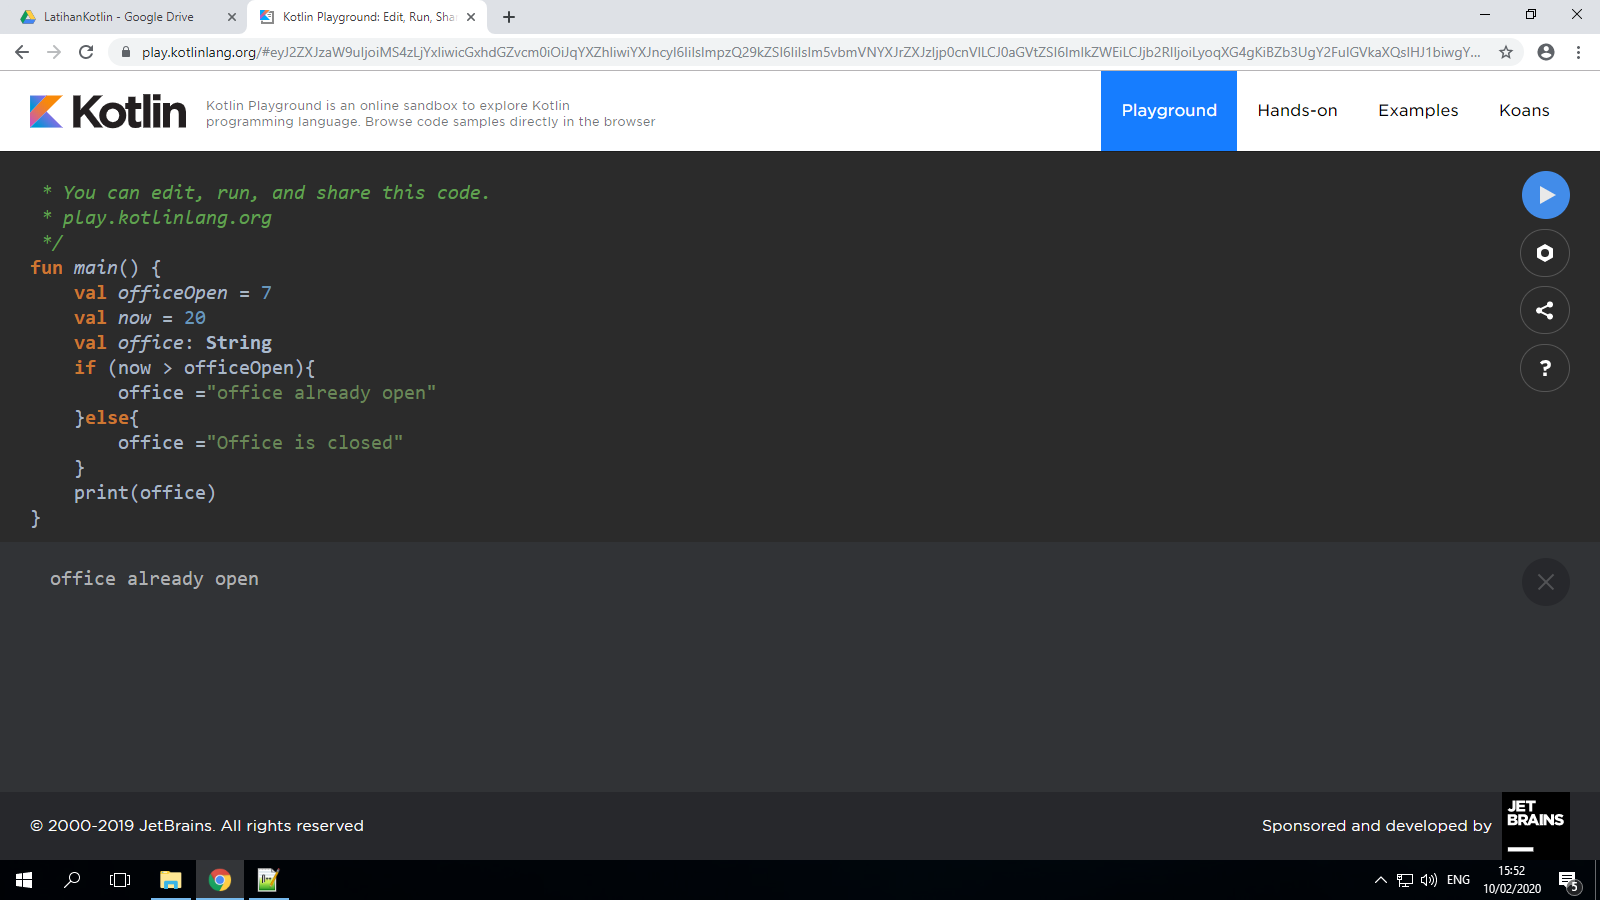 LatihanKotlin - Google Drive
Kotlin Playground: Edit, Run, Sha
play.kotlinlang.org/
Kotlin
Kotlin Playground is an online sandbox to explore Kotlin
programming language. Browse code samples directly in the browser
Playground
Hands-on
Examples
Koans
* You can edit, run, and share this code.
* play.kotlinlang.org
*/
fun main() {
val officeOpen = 7
val now = 20
val office: String
if (now > officeOpen){
office ="office already open"
}else{
office ="Office is closed"
}
print(office)
}
?
office already open
© 2000-2019 JetBrains. All rights reserved
Sponsored and developed by
JET
BRAINS
ENG
15:52
10/02/2020
5